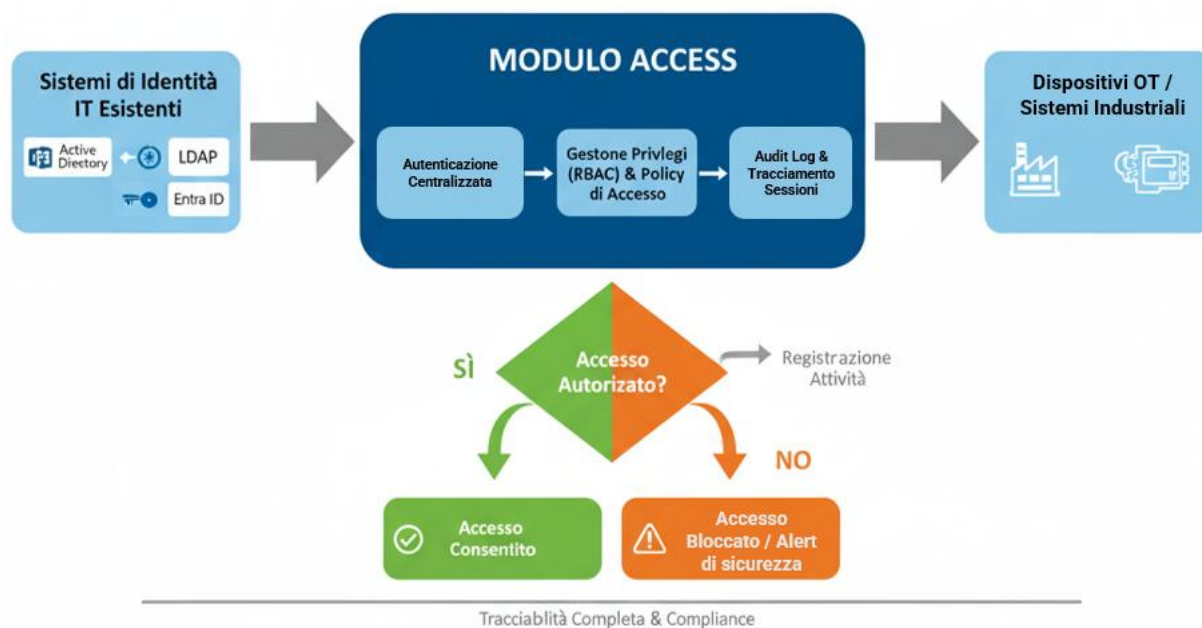 Sistemi di Identità
IT Esistenti
Active
Directory
LDAP
Entra ID
MODULO ACCESS
Autenticazione
Centralizzata
Gestone Privlegi
(RBAC) & Policy
di Accesso
Audit Log &
Tracciamento
Sessioni
Dispositivi OT /
Sistemi Industriali
SÌ
Accesso
Autorizato?
Registrazione
Attività
NO
Accesso
Consentito
Accesso
Bloccato / Alert
di sicurezza
Tracciablità Completa & Compliance